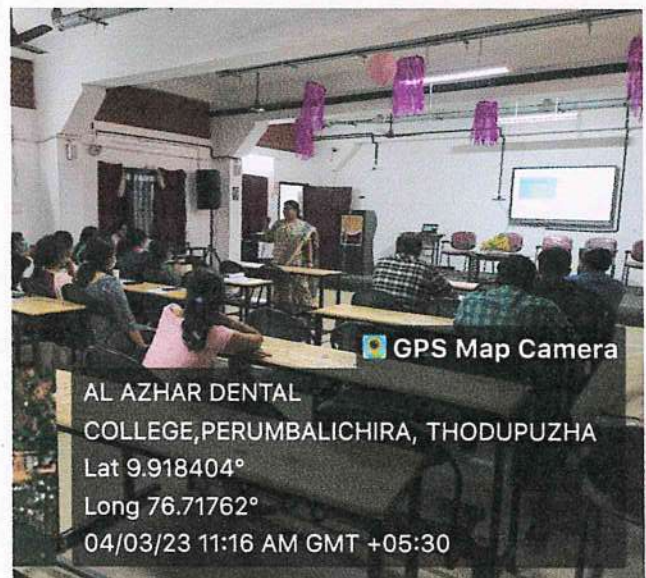 GPS Map Camera
AL AZHAR DENTAL
COLLEGE,PERUMBALICHIRA, THODUPUZHA
Lat 9.918404°
Long 76.71762°
04/03/23 11:16 AM GMT +05:30